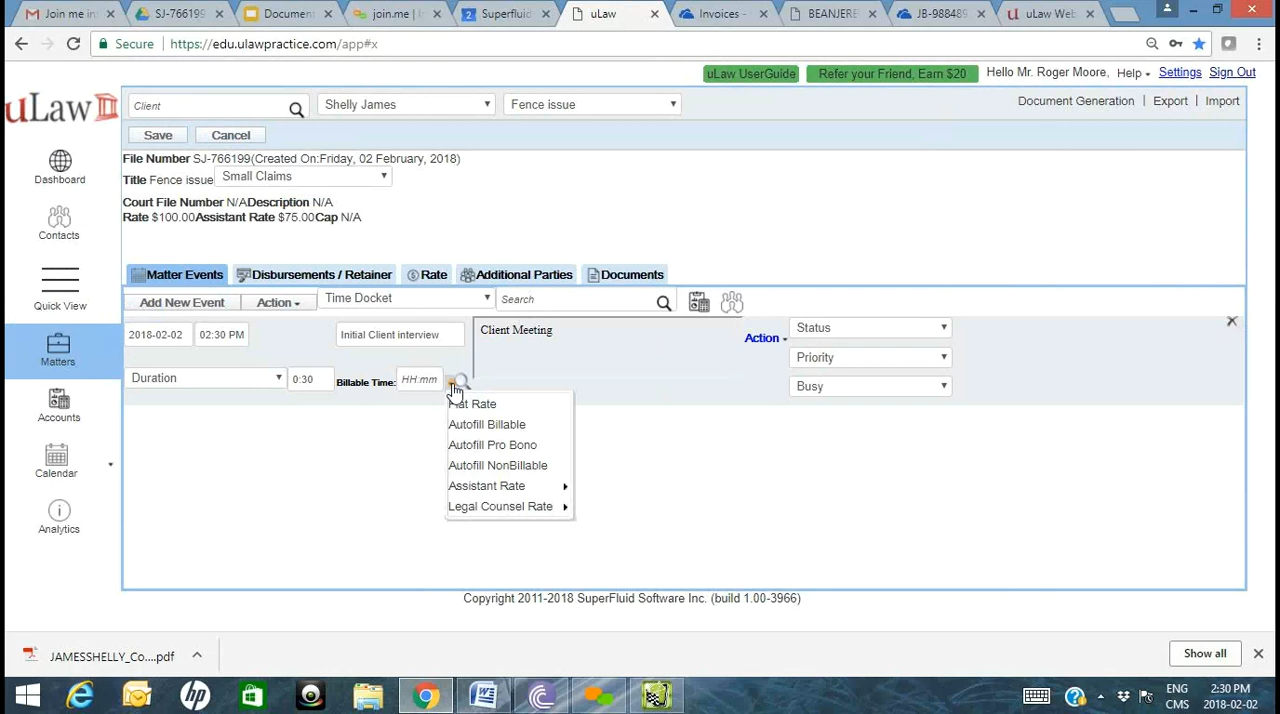 Join me in
SJ-766199
Document
join.me |
Superfluid
uLaw
Invoices -
BEANJERE
JB-988489
uLaw Web
Secure https://edu.ulawpractice.com/app#x
uLaw UserGuide Refer your Friend, Earn $20 Hello Mr. Roger Moore, Help Settings Sign Out
uLaw
Client Shelly James Fence issue Document Generation | Export | Import
Save Cancel
File Number SJ-766199(Created On:Friday, 02 February, 2018)
Title Fence issue Small Claims
Court File Number N/ADescription N/A
Rate $100.00Assistant Rate $75.00Cap N/A
Dashboard
Contacts
Quick View
Matters
Accounts
Calendar
Analytics
Matter Events Disbursements / Retainer Rate Additional Parties Documents
Add New Event Action Time Docket Search
2018-02-02 02:30 PM Initial Client interview Client Meeting Action Status
Priority
Duration 0:30 Billable Time: HH.mm Busy
Flat Rate
Autofill Billable
Autofill Pro Bono
Autofill NonBillable
Assistant Rate
Legal Counsel Rate
Copyright 2011-2018 SuperFluid Software Inc. (build 1.00-3966)
JAMESSHELLY_Co....pdf Show all
ENG 2:30 PM
CMS 2018-02-02